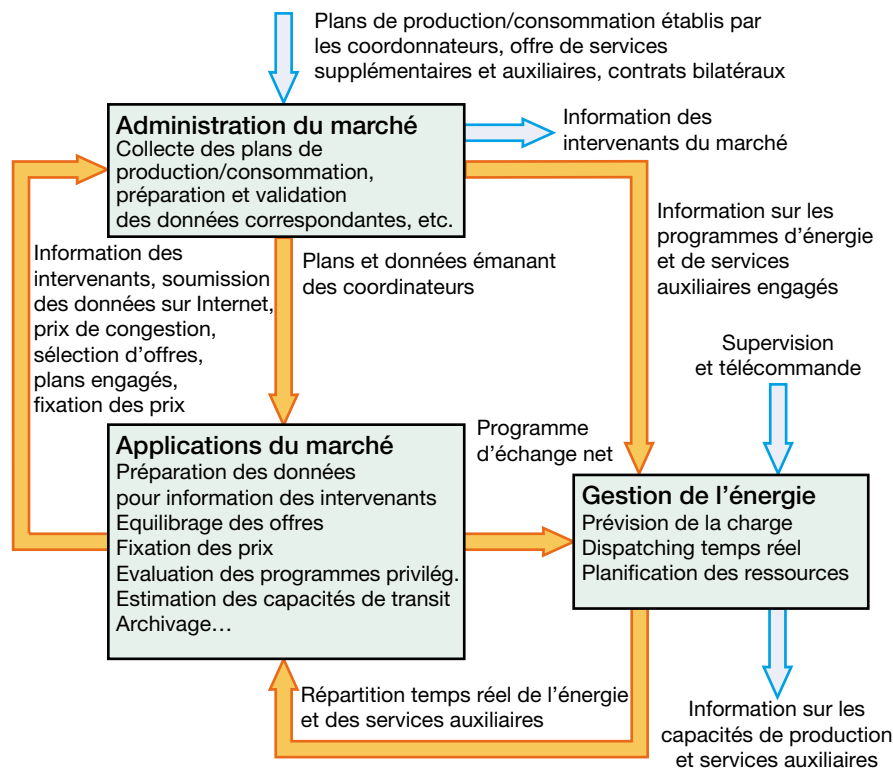 Plans de production/consommation établis par
les coordonnateurs, offre de services
supplémentaires et auxiliaires, contrats bilatéraux
Administration du marché
Collecte des plans de
production/consommation,
préparation et validation
des données correspondantes, etc.
Information des
intervenants du marché
Information des
intervenants, soumission
des données sur Internet,
prix de congestion,
sélection d'offres,
plans engagés,
fixation des prix
Plans et données émanant
des coordinateurs
Information sur les
programmes d'énergie
et de services
auxiliaires engagés
Supervision
et télécommande
Applications du marché
Préparation des données
pour information des intervenants
Equilibrage des offres
Fixation des prix
Evaluation des programmes privilég.
Estimation des capacités de transit
Archivage…
Programme
d'échange net
Gestion de l'énergie
Prévision de la charge
Dispatching temps réel
Planification des ressources
Répartition temps réel de l'énergie
et des services auxiliaires
Information sur les
capacités de production
et services auxiliaires